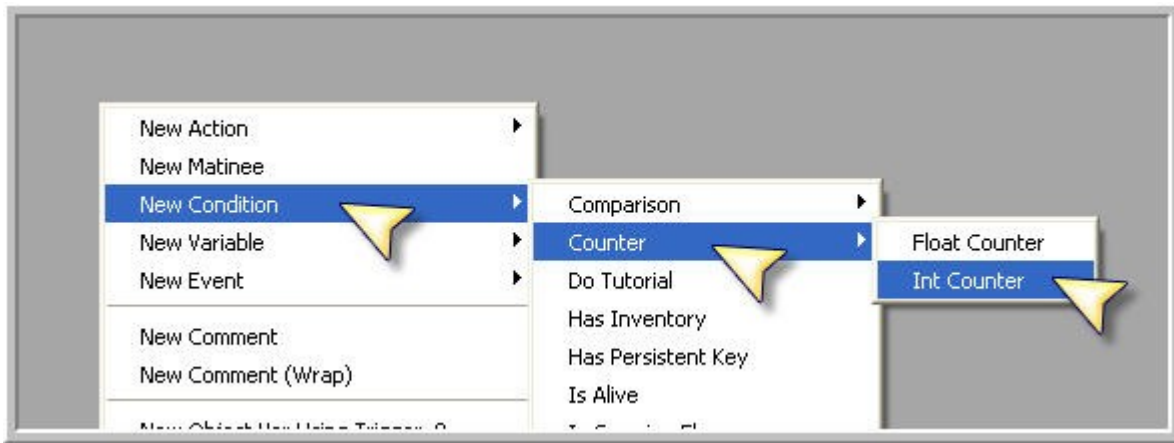 New Action
New Matinee
New Condition
New Variable
New Event
New Comment
New Comment (Wrap)
Comparison
Counter
Do Tutorial
Has Inventory
Has Persistent Key
Is Alive
Float Counter
Int Counter